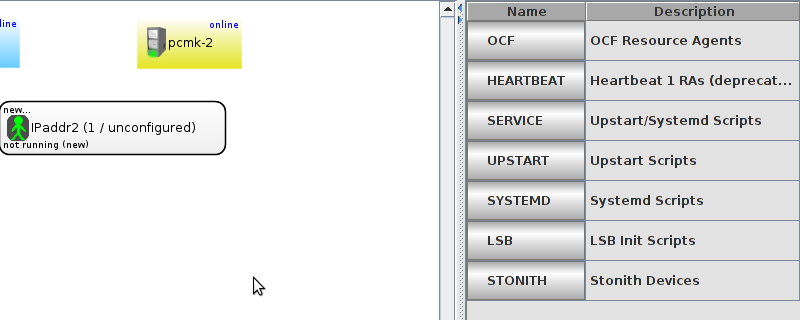 line
online
pcmk-2
new...
IPaddr2 (1 / unconfigured)
not running (new)
Name Description
OCF OCF Resource Agents
HEARTBEAT Heartbeat 1 RAs (deprecat...
SERVICE Upstart/Systemd Scripts
UPSTART Upstart Scripts
SYSTEMD Systemd Scripts
LSB LSB Init Scripts
STONITH Stonith Devices